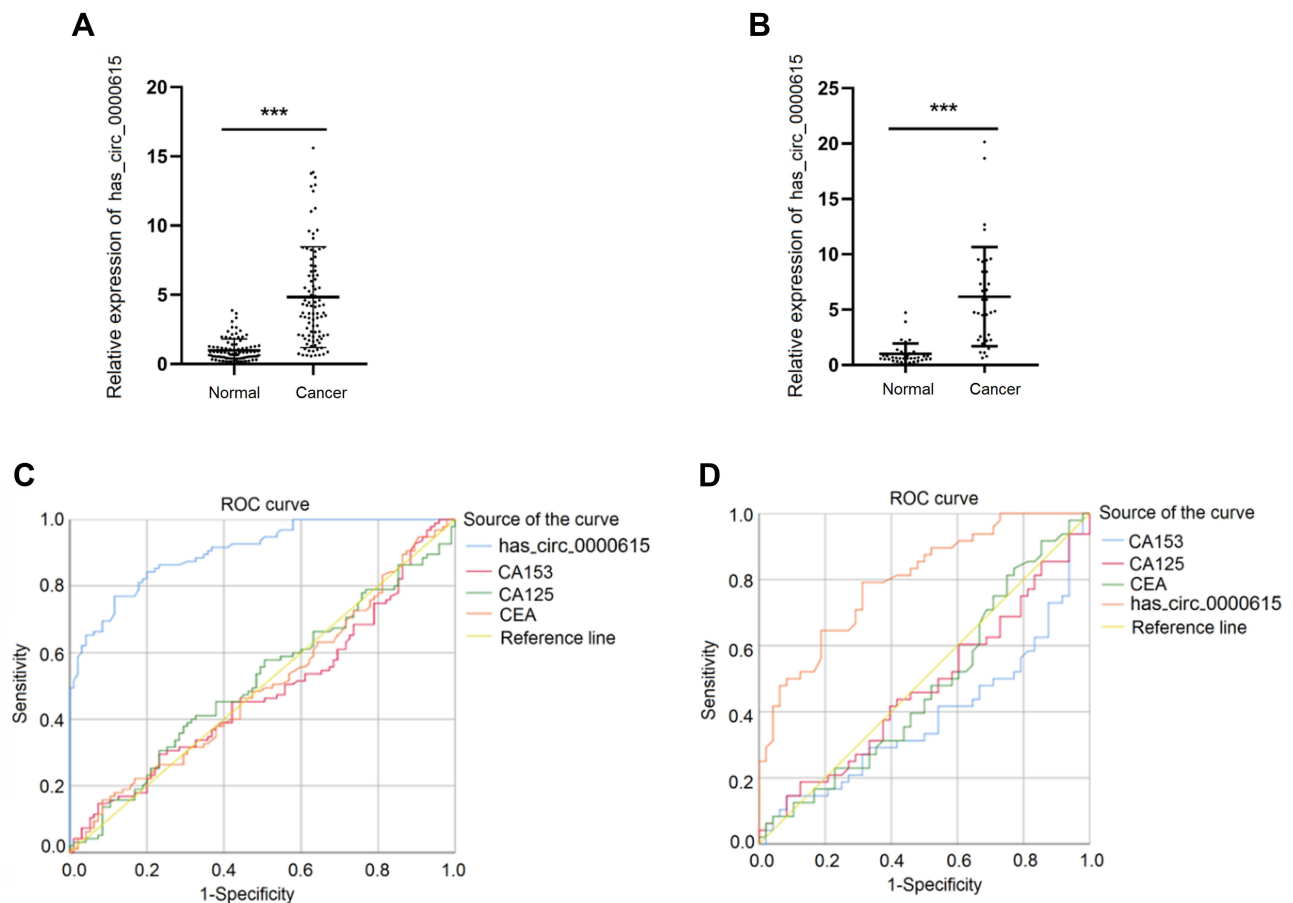 A
Relative expression of has_circ_0000615
20
15
10
5
0
***
Normal
Cancer
B
Relative expression of has_circ_0000615
25
20
15
10
5
0
***
Normal
Cancer
C
ROC curve
Sensitivity
1.0
0.8
0.6
0.4
0.2
0.0
0.0
0.2
0.4
0.6
0.8
1.0
1-Specificity
Source of the curve
has_circ_0000615
CA153
CA125
CEA
Reference line
D
ROC curve
Sensitivity
1.0
0.8
0.6
0.4
0.2
0.0
0.0
0.2
0.4
0.6
0.8
1.0
1-Specificity
Source of the curve
CA153
CA125
CEA
has_circ_0000615
Reference line